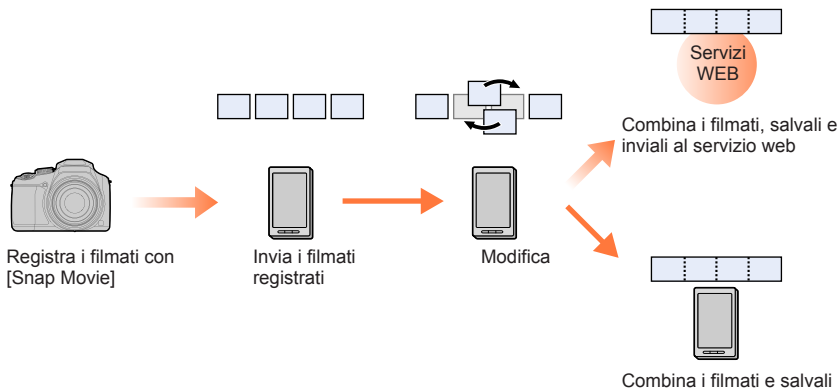 Servizi
WEB
Combina i filmati, salvali e
inviali al servizio web
Registra i filmati con
[Snap Movie]
Invia i filmati
registrati
Modifica
Combina i filmati e salvali